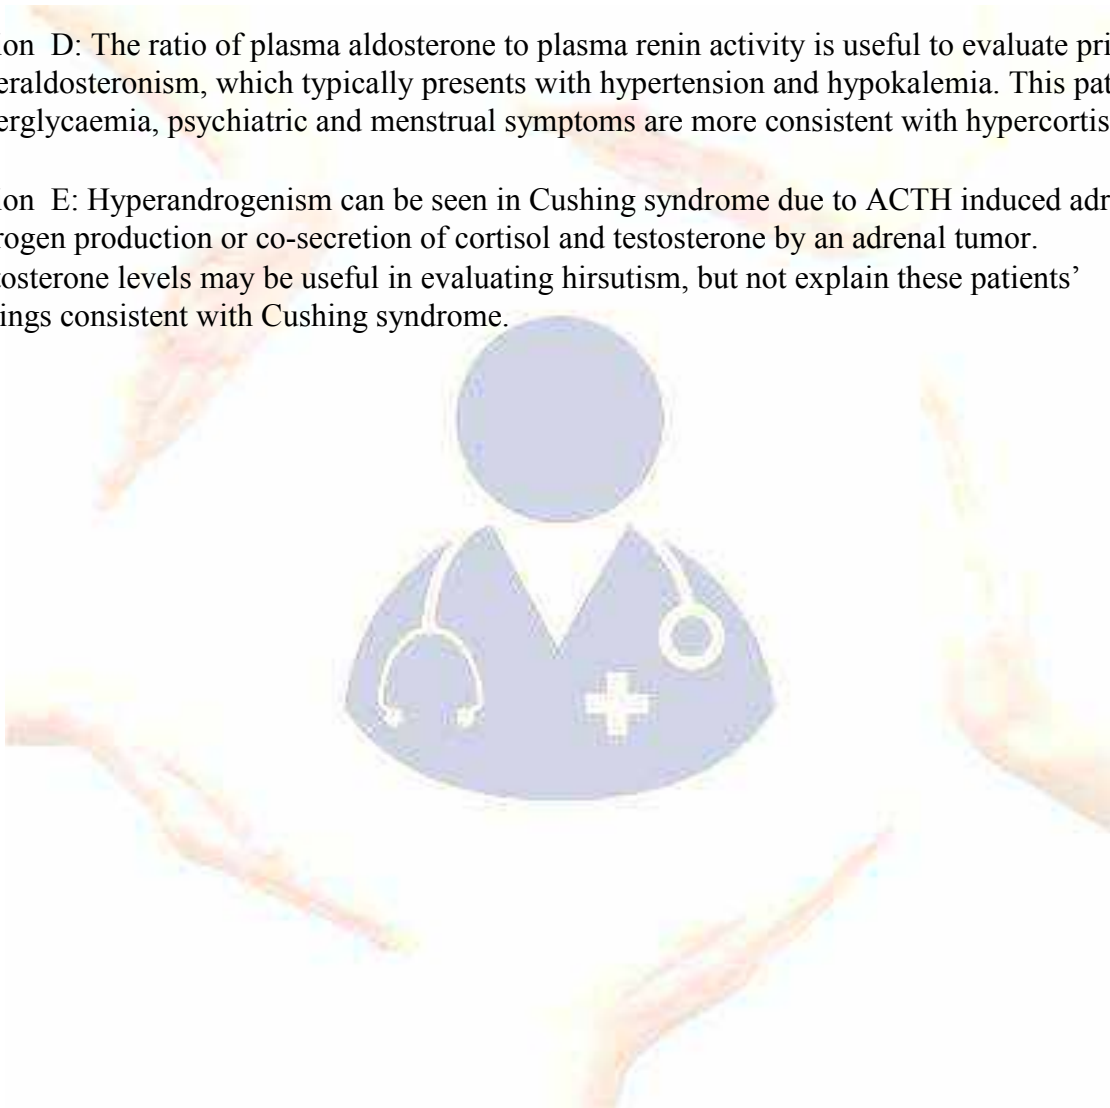 ion D: The ratio of plasma aldosterone to plasma renin activity is useful to evaluate pri
eraldosteronism, which typically presents with hypertension and hypokalemia. This pat
erglycaemia, psychiatric and menstrual symptoms are more consistent with hypercortis
ion E: Hyperandrogenism can be seen in Cushing syndrome due to ACTH induced adr
rogen production or co-secretion of cortisol and testosterone by an adrenal tumor.
tosterone levels may be useful in evaluating hirsutism, but not explain these patients’
ings consistent with Cushing syndrome.